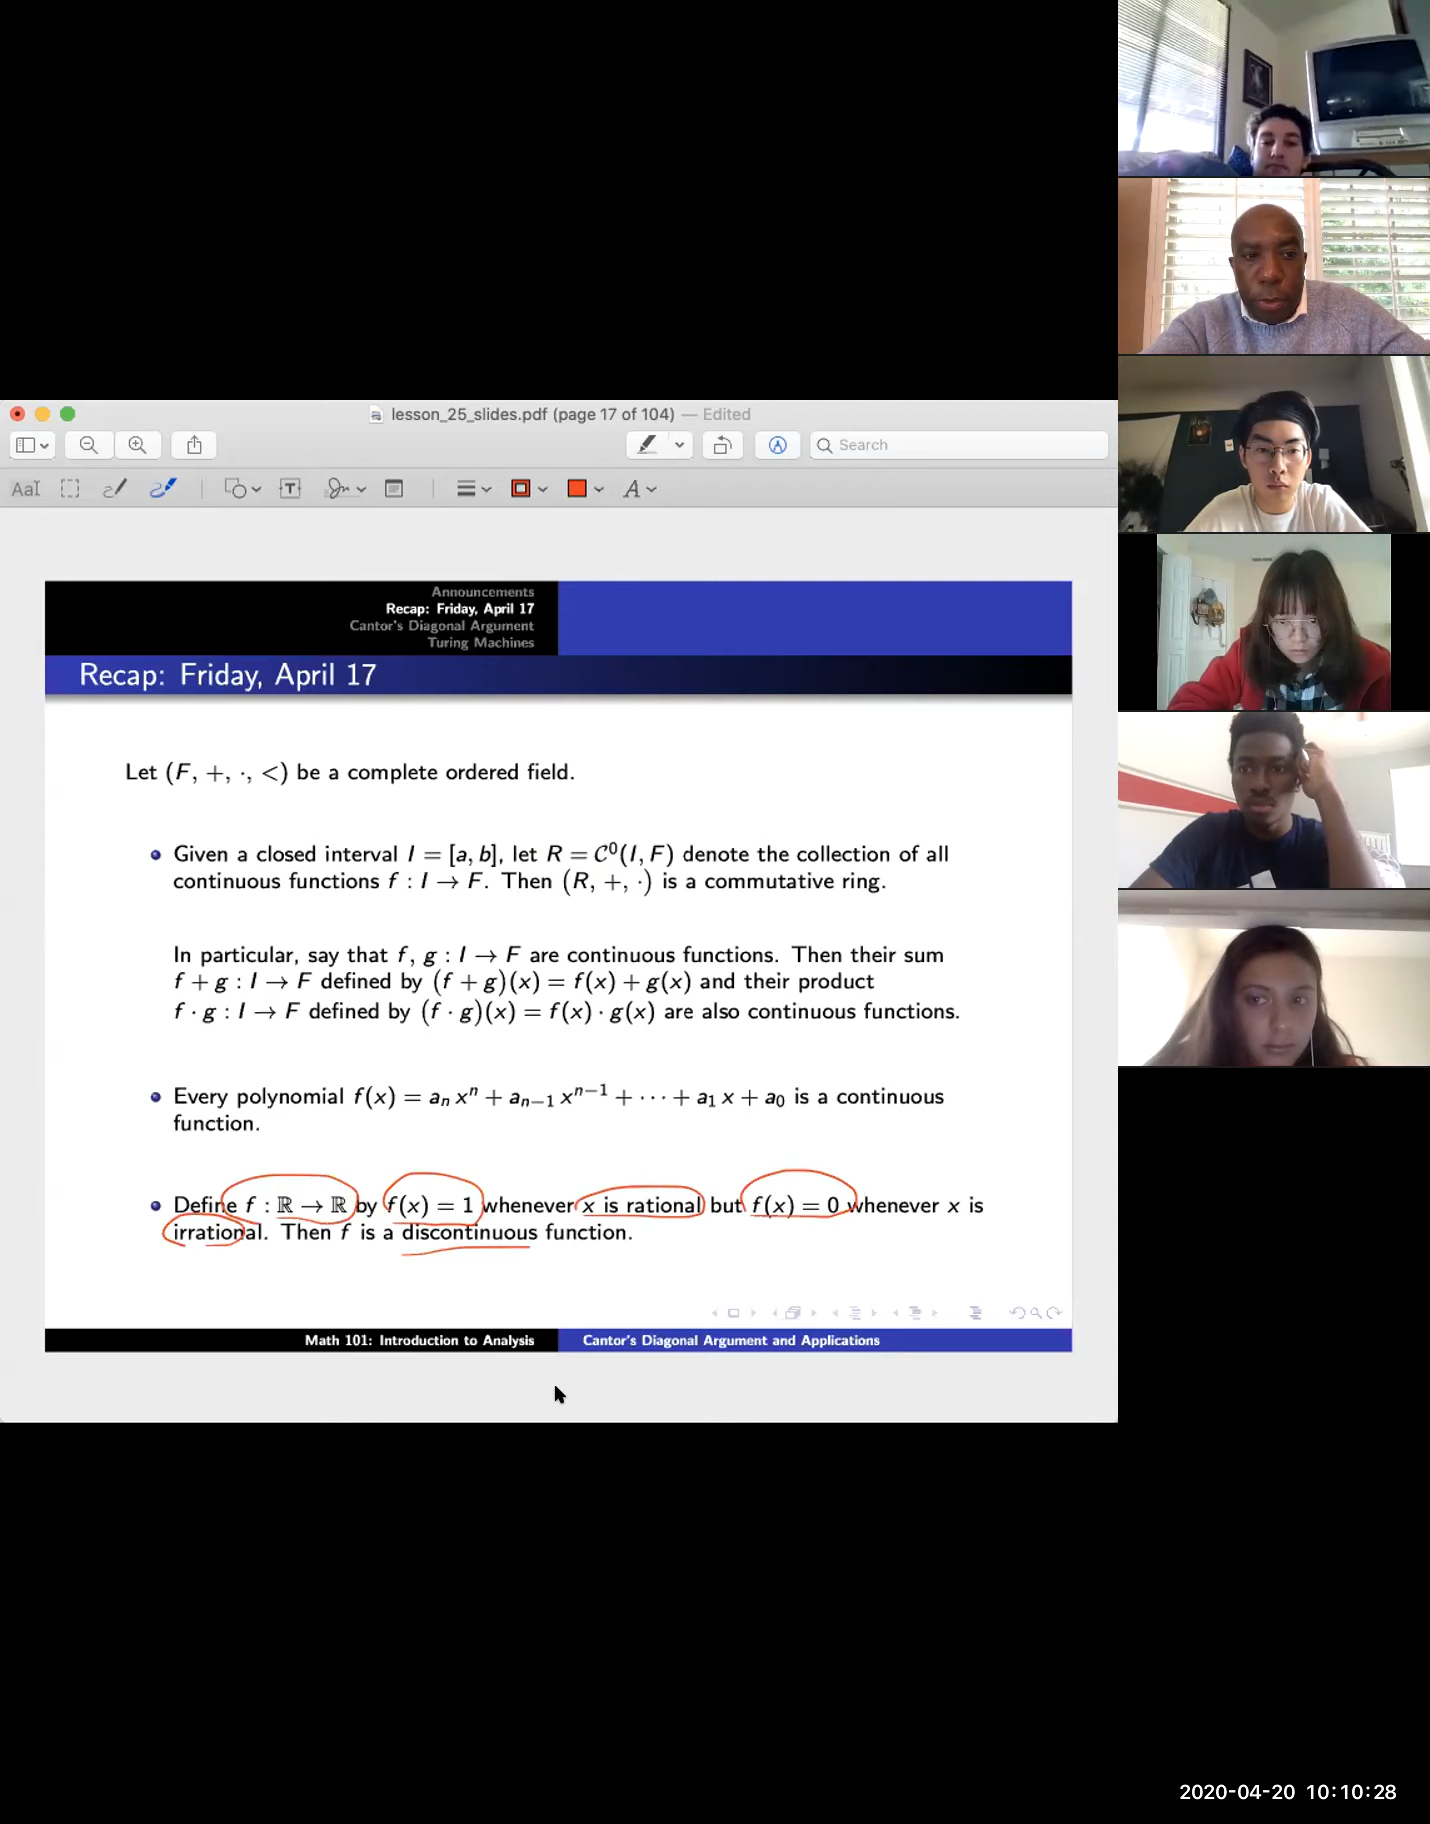 lesson_25_slides.pdf (page 17 of 104) — Edited
Search
AaI
T
A
Announcements
Recap: Friday, April 17
Cantor's Diagonal Argument
Turing Machines
Recap: Friday, April 17
Let (F, +, ·, <) be a complete ordered field.
Given a closed interval I = [a, b], let R = C⁰(I, F) denote the collection of all
continuous functions f : I → F. Then (R, +, ·) is a commutative ring.
In particular, say that f, g : I → F are continuous functions. Then their sum
f + g : I → F defined by (f + g)(x) = f(x) + g(x) and their product
f · g : I → F defined by (f · g)(x) = f(x) · g(x) are also continuous functions.
Every polynomial f(x) = aₙ xⁿ + aₙ₋₁ xⁿ⁻¹ + ··· + a₁ x + a₀ is a continuous
function.
Define f : ℝ → ℝ by f(x) = 1 whenever x is rational but f(x) = 0 whenever x is
irrational. Then f is a discontinuous function.
Math 101: Introduction to Analysis
Cantor's Diagonal Argument and Applications
2020-04-20 10:10:28